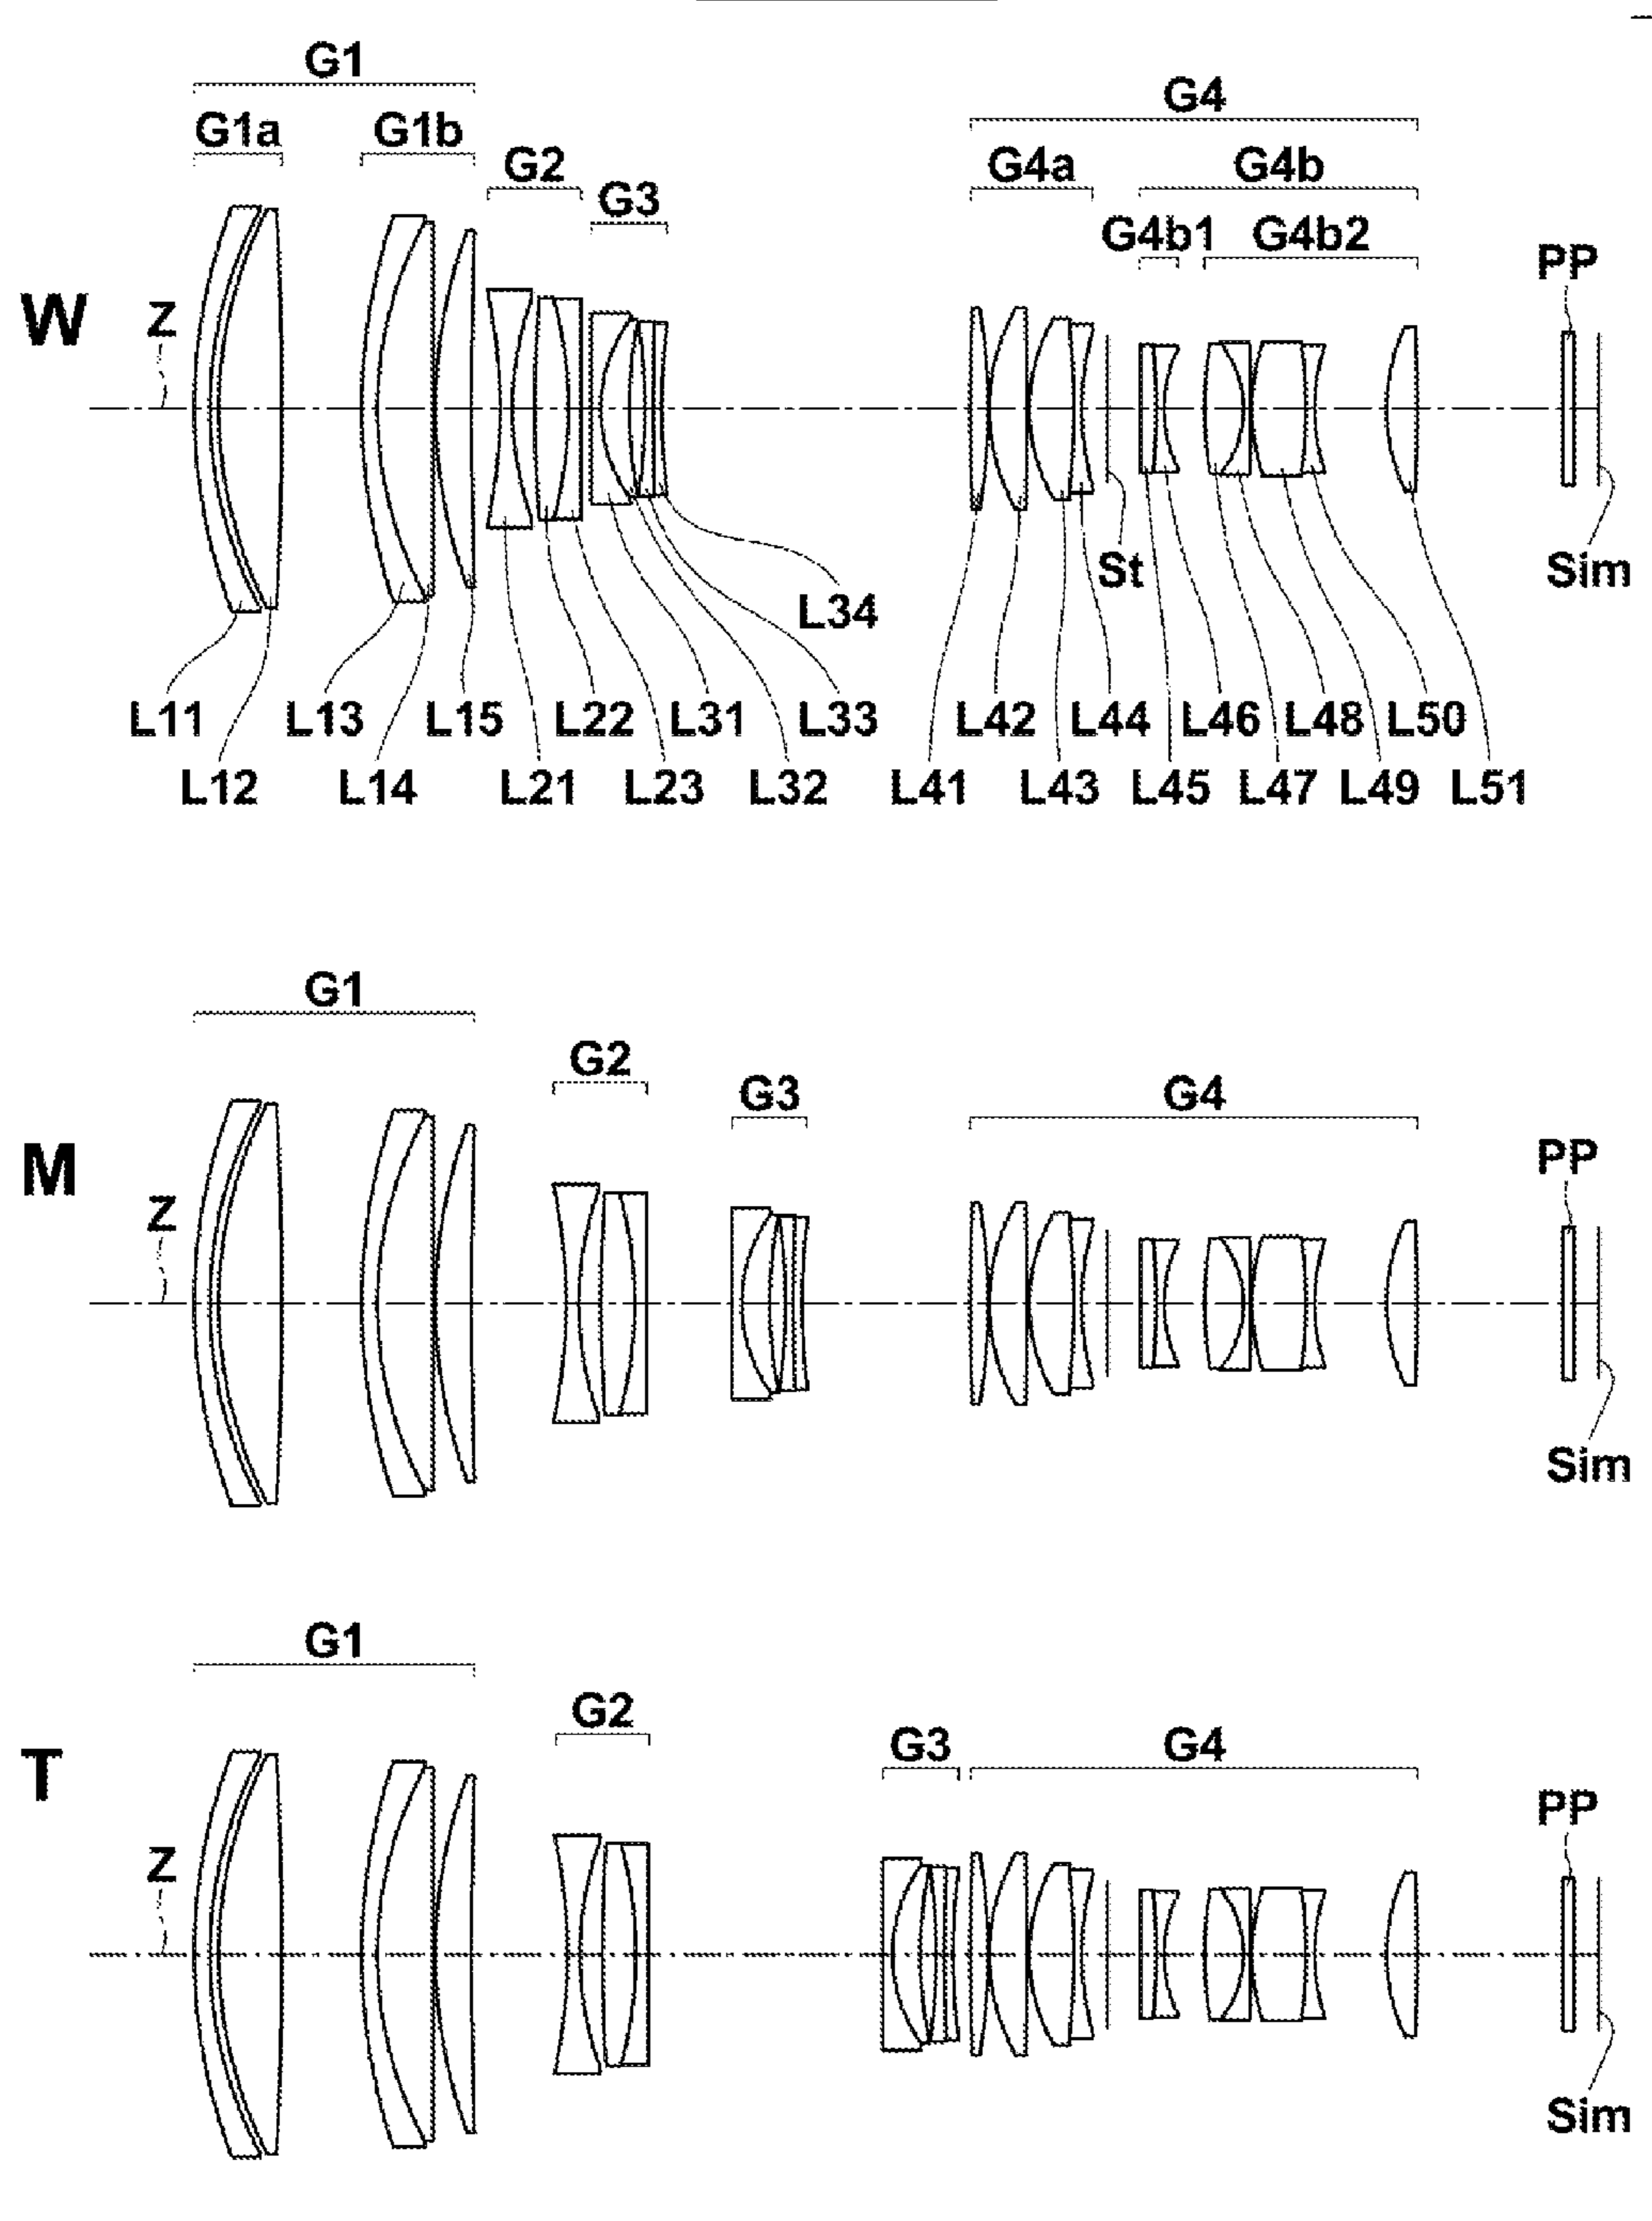 G1
G4
G1a G1b
G2 G4a G4b
G3
G4b1 G4b2
PP
W
Z
St Sim
L34
L11 L13 L15 L22 L31 L33 L42 L44 L46 L48 L50
L12 L14 L21 L23 L32 L41 L43 L45 L47 L49 L51
G1
G2
G3 G4
PP
M
Z
Sim
G1
G2
G3 G4
T
PP
Z
Sim